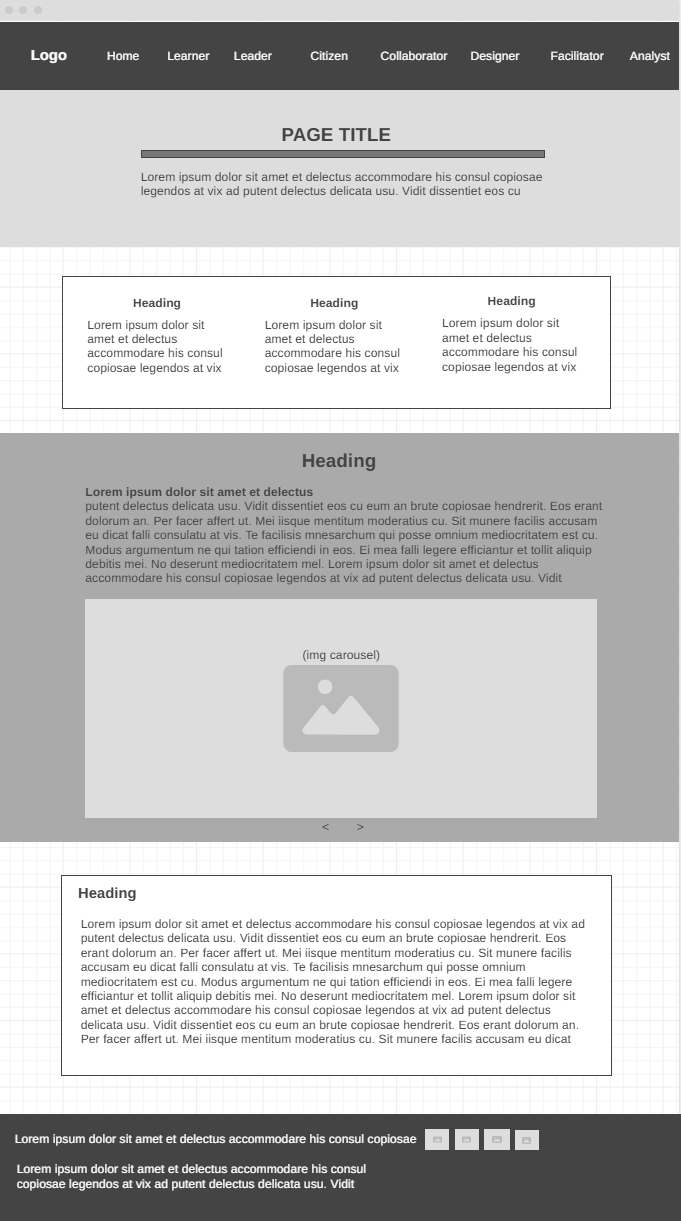 Logo Home Learner Leader Citizen Collaborator Designer Facilitator Analyst
PAGE TITLE
Lorem ipsum dolor sit amet et delectus accommodare his consul copiosae
legendos at vix ad putent delectus delicata usu. Vidit dissentiet eos cu
Heading
Lorem ipsum dolor sit
amet et delectus
accommodare his consul
copiosae legendos at vix
Heading
Lorem ipsum dolor sit
amet et delectus
accommodare his consul
copiosae legendos at vix
Heading
Lorem ipsum dolor sit
amet et delectus
accommodare his consul
copiosae legendos at vix
Heading
Lorem ipsum dolor sit amet et delectus
putent delectus delicata usu. Vidit dissentiet eos cu eum an brute copiosae hendrerit. Eos erant
dolorum an. Per facer affert ut. Mei iisque mentitum moderatius cu. Sit munere facilis accusam
eu dicat falli consulatu at vis. Te facilisis mnesarchum qui posse omnium mediocritatem est cu.
Modus argumentum ne qui tation efficiendi in eos. Ei mea falli legere efficiantur et tollit aliquip
debitis mei. No deserunt mediocritatem mel. Lorem ipsum dolor sit amet et delectus
accommodare his consul copiosae legendos at vix ad putent delectus delicata usu. Vidit
(img carousel)
< >
Heading
Lorem ipsum dolor sit amet et delectus accommodare his consul copiosae legendos at vix ad
putent delectus delicata usu. Vidit dissentiet eos cu eum an brute copiosae hendrerit. Eos
erant dolorum an. Per facer affert ut. Mei iisque mentitum moderatius cu. Sit munere facilis
accusam eu dicat falli consulatu at vis. Te facilisis mnesarchum qui posse omnium
mediocritatem est cu. Modus argumentum ne qui tation efficiendi in eos. Ei mea falli legere
efficiantur et tollit aliquip debitis mei. No deserunt mediocritatem mel. Lorem ipsum dolor sit
amet et delectus accommodare his consul copiosae legendos at vix ad putent delectus
delicata usu. Vidit dissentiet eos cu eum an brute copiosae hendrerit. Eos erant dolorum an.
Per facer affert ut. Mei iisque mentitum moderatius cu. Sit munere facilis accusam eu dicat
Lorem ipsum dolor sit amet et delectus accommodare his consul copiosae
Lorem ipsum dolor sit amet et delectus accommodare his consul
copiosae legendos at vix ad putent delectus delicata usu. Vidit